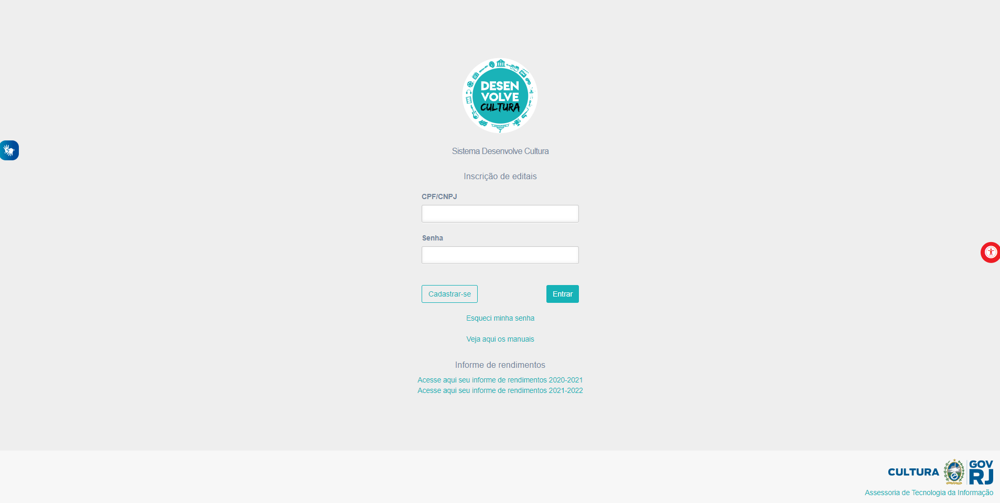 DESEN
VOLVE
CULTURA
Sistema Desenvolve Cultura
Inscrição de editais
CPF/CNPJ
Senha
Cadastrar-se
Entrar
Esqueci minha senha
Veja aqui os manuais
Informe de rendimentos
Acesse aqui seu informe de rendimentos 2020-2021
Acesse aqui seu informe de rendimentos 2021-2022
CULTURA
GOV
RJ
Assessoria de Tecnologia da Informação